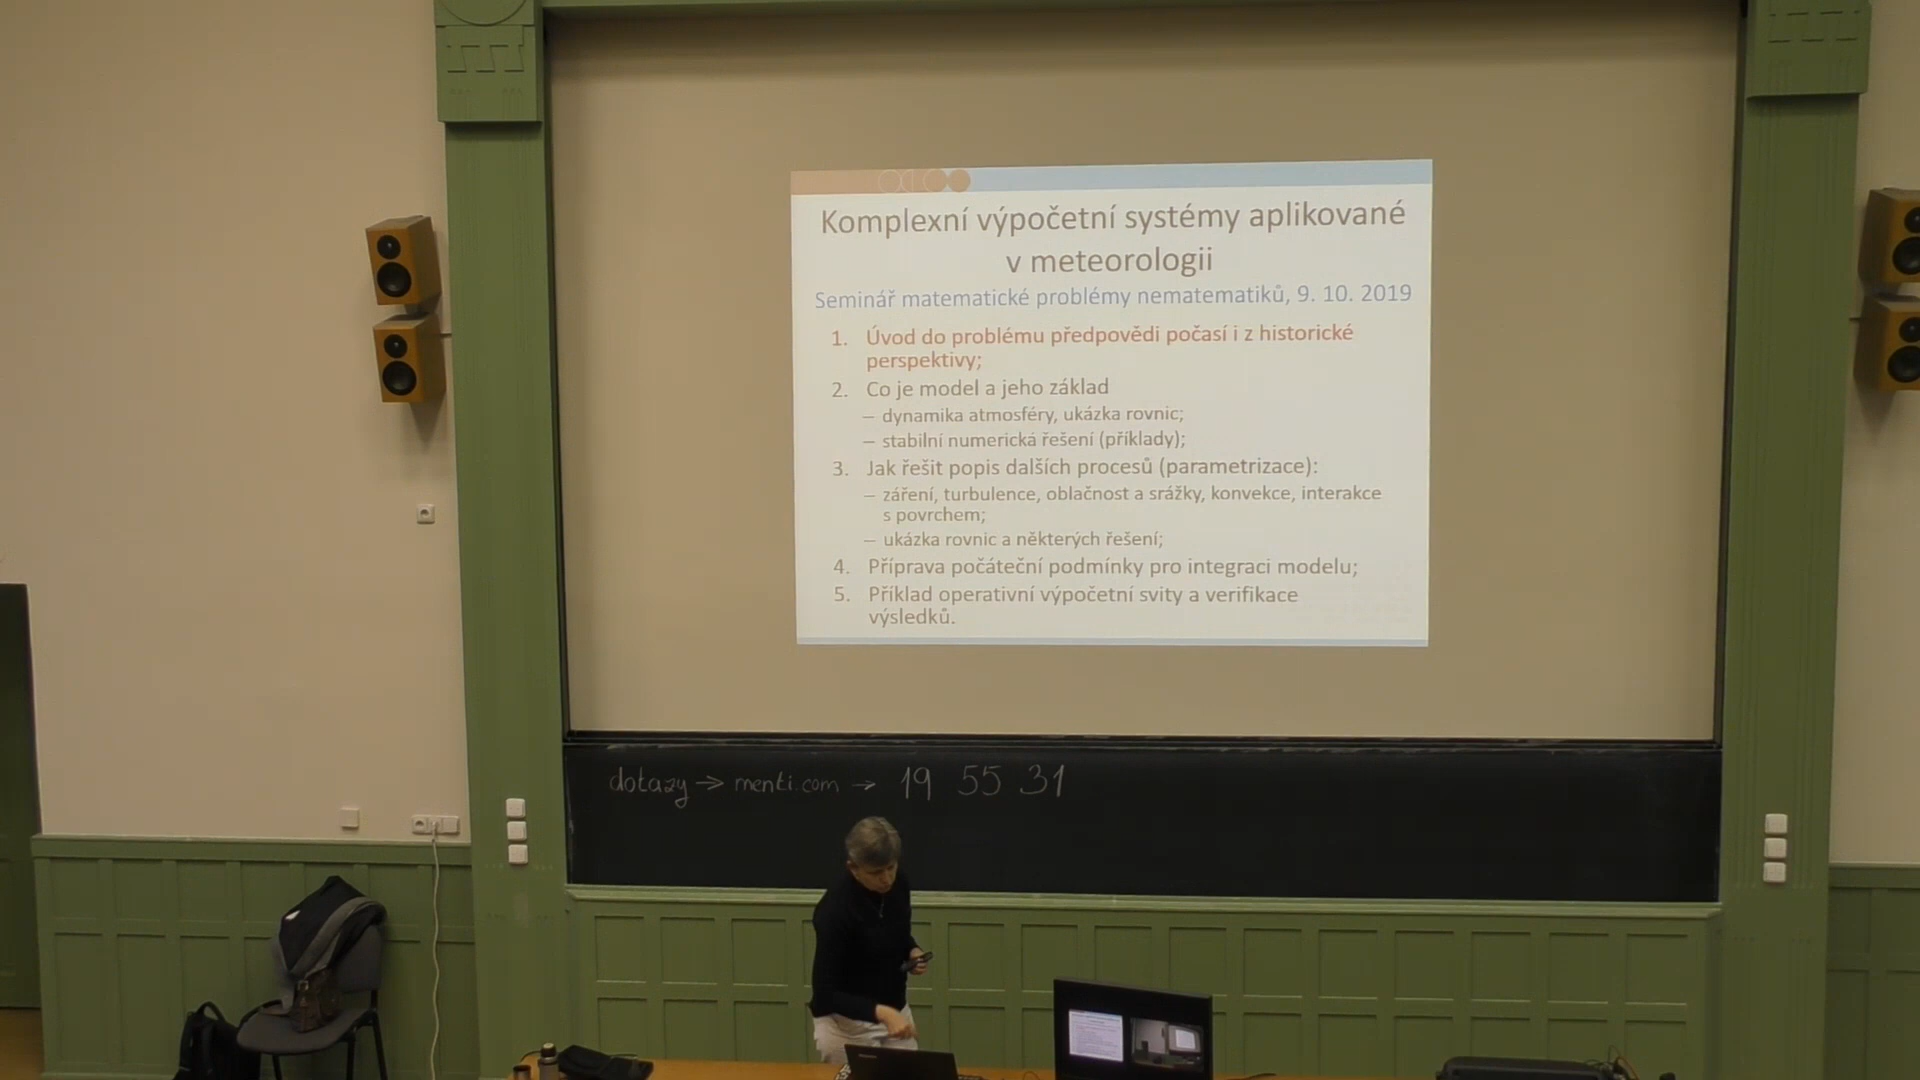 Komplexní výpočetní systémy aplikované
v meteorologii
Seminář matematické problémy nematematiků, 9. 10. 2019
1. Úvod do problému předpovědi počasí i z historické
perspektivy;
2. Co je model a jeho základ
– dynamika atmosféry, ukázka rovnic;
– stabilní numerická řešení (příklady);
3. Jak řešit popis dalších procesů (parametrizace):
– záření, turbulence, oblačnost a srážky, konvekce, interakce
s povrchem;
– ukázka rovnic a některých řešení;
4. Příprava počáteční podmínky pro integraci modelu;
5. Příklad operativní výpočetní svity a verifikace
výsledků.
dotazy → menti.com → 19 55 31